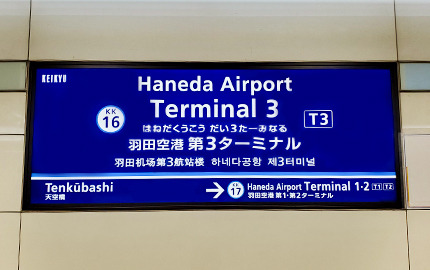 KEIKYU
Haneda Airport
KK
16
Terminal 3
T3
はねだくうこう だい3たーみなる
羽田空港 第3ターミナル
羽田机场第3航站楼 하네다공항 제3터미널
Tenkūbashi
天空橋
→ KK 17 Haneda Airport Terminal 1·2 T1 T2
羽田空港第1·第2ターミナル